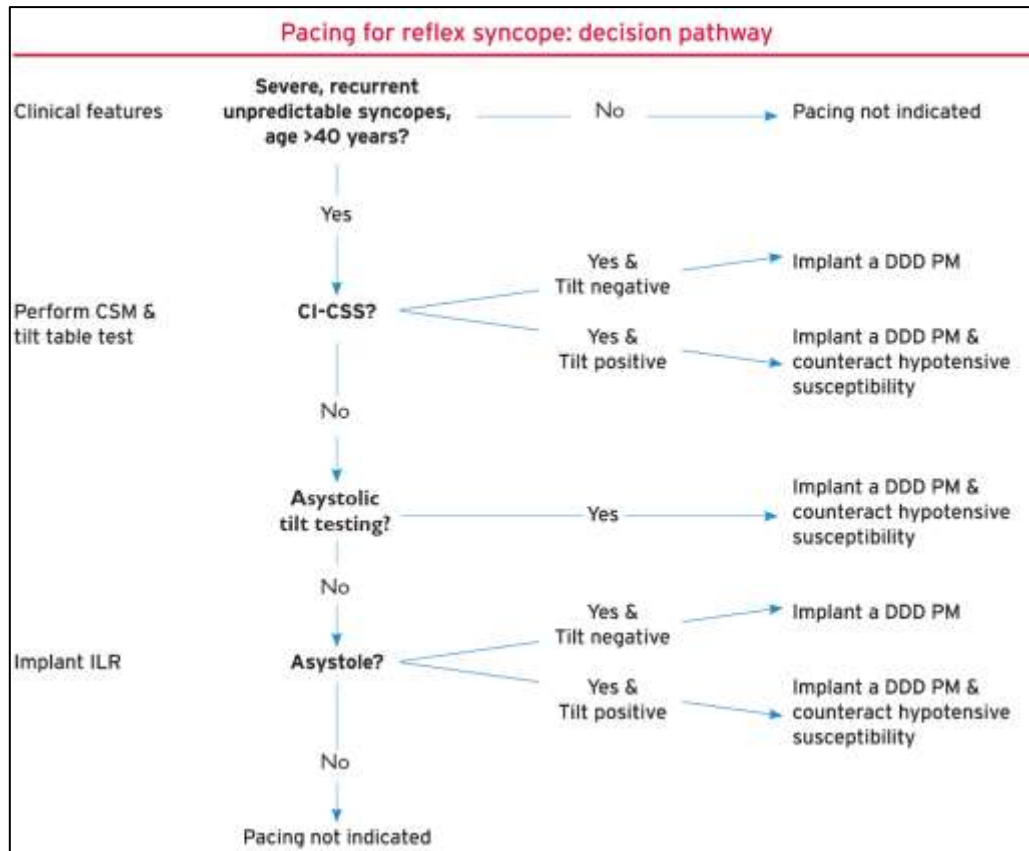 Pacing for reflex syncope: decision pathway
Clinical features
Severe, recurrent
unpredictable syncopes,
age >40 years?
No
Pacing not indicated
Yes
Perform CSM &
tilt table test
CI-CSS?
Yes &
Tilt negative
Implant a DDD PM
Yes &
Tilt positive
Implant a DDD PM &
counteract hypotensive
susceptibility
No
Asystolic
tilt testing?
Yes
Implant a DDD PM &
counteract hypotensive
susceptibility
No
Implant ILR
Asystole?
Yes &
Tilt negative
Implant a DDD PM
Yes &
Tilt positive
Implant a DDD PM &
counteract hypotensive
susceptibility
No
Pacing not indicated